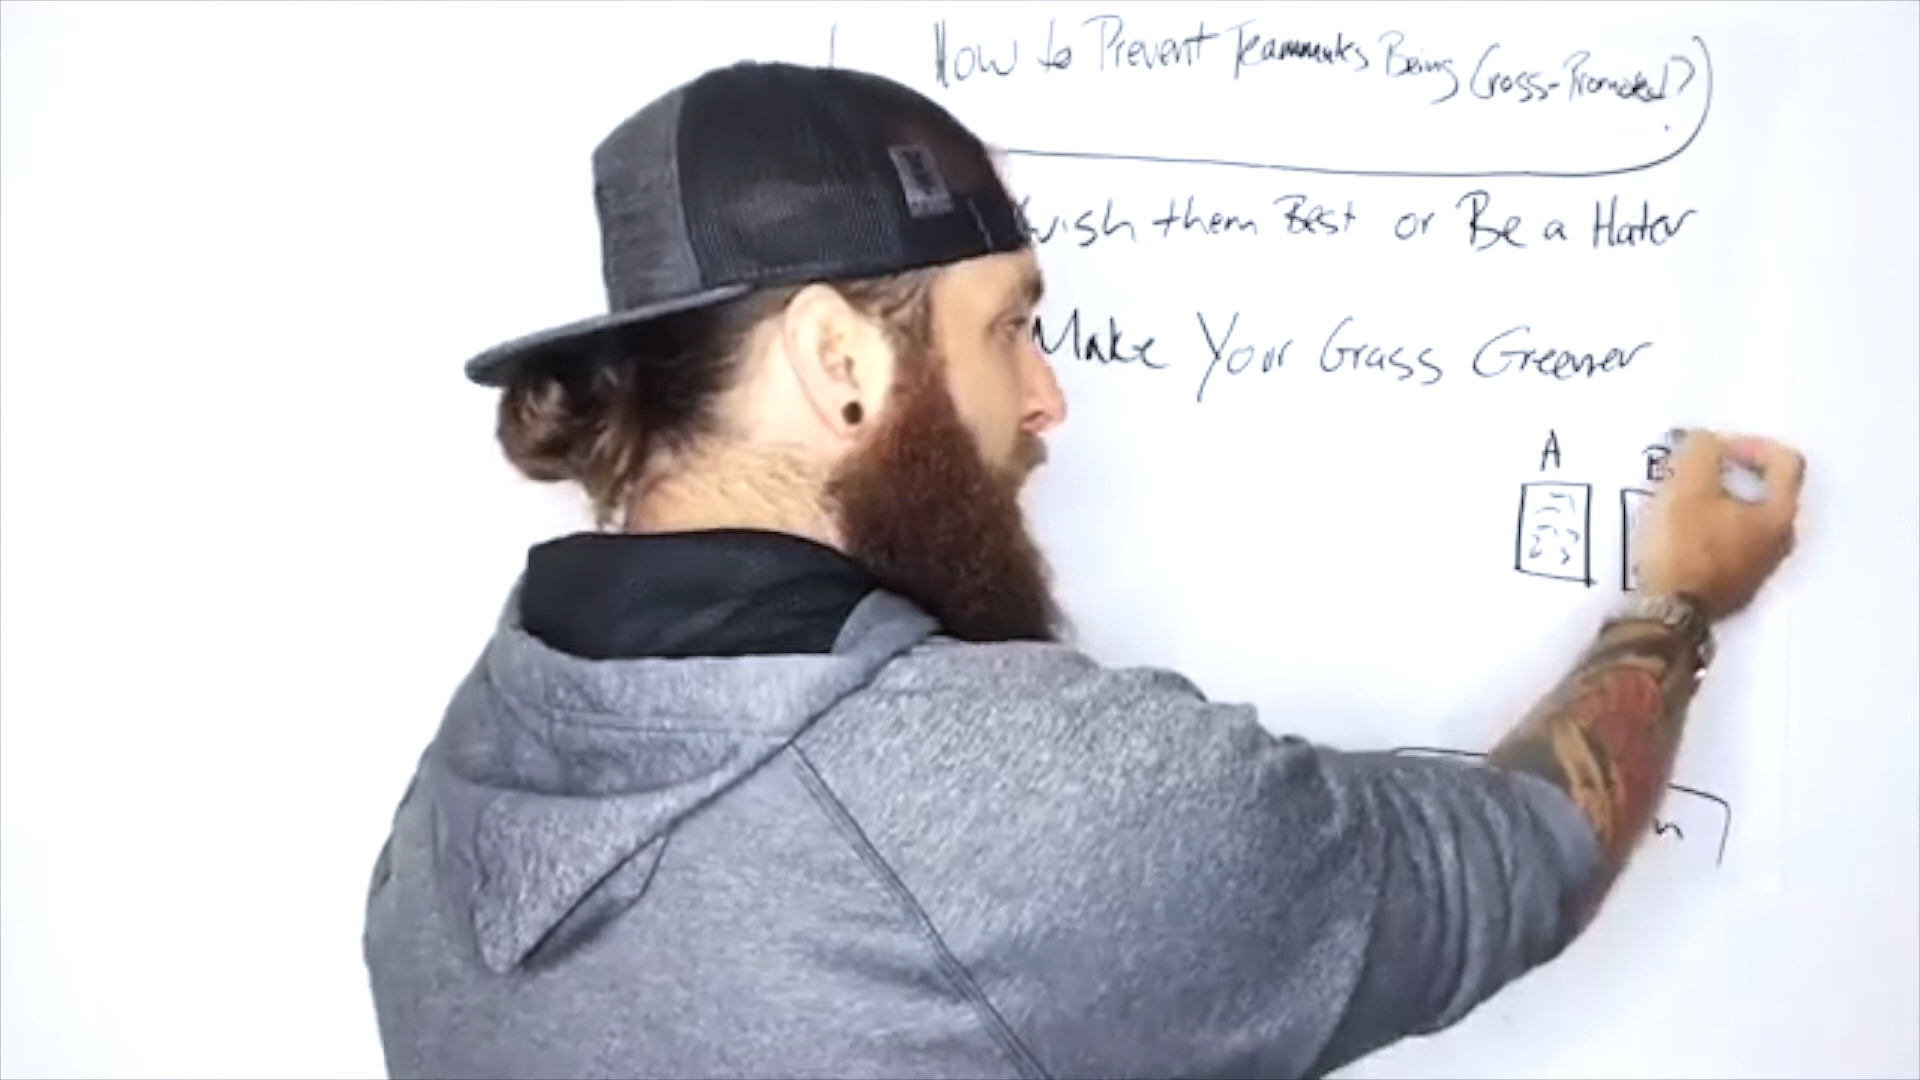 How to Prevent Teammates Being Cross-Promoted?
wish them Best or Be a Hater
Make Your Grass Greener
A B
n